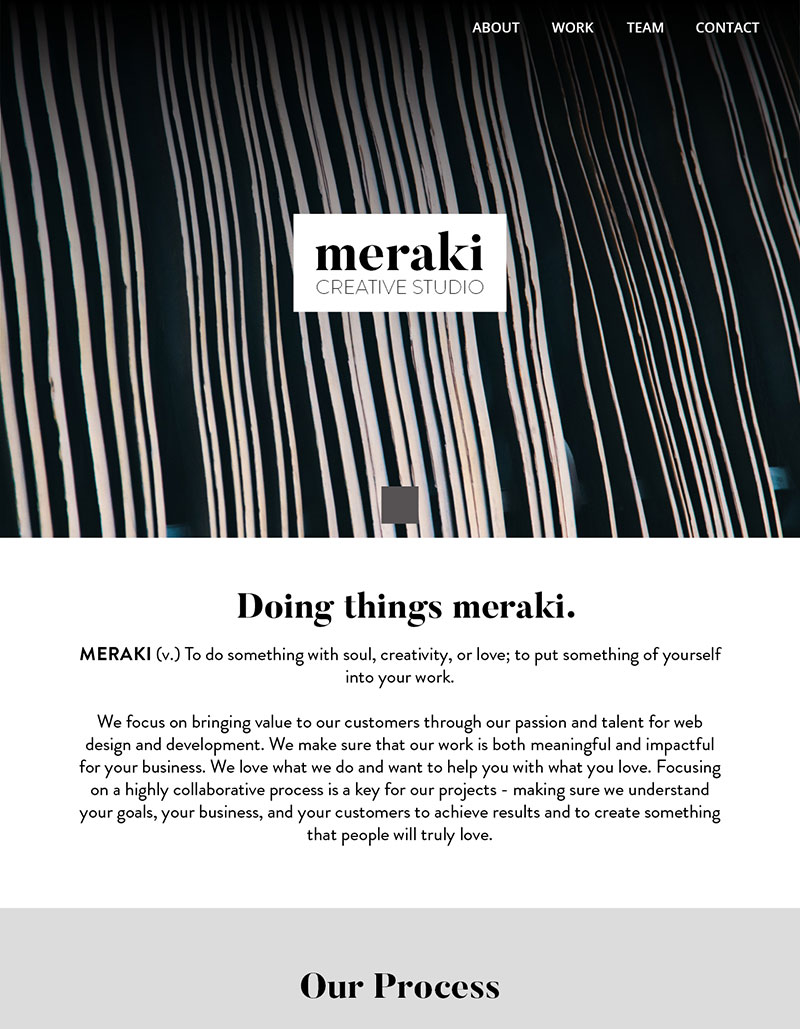 ABOUT WORK TEAM CONTACT
meraki
CREATIVE STUDIO
Doing things meraki.
MERAKI (v.) To do something with soul, creativity, or love; to put something of yourself
into your work.
We focus on bringing value to our customers through our passion and talent for web
design and development. We make sure that our work is both meaningful and impactful
for your business. We love what we do and want to help you with what you love. Focusing
on a highly collaborative process is a key for our projects - making sure we understand
your goals, your business, and your customers to achieve results and to create something
that people will truly love.
Our Process